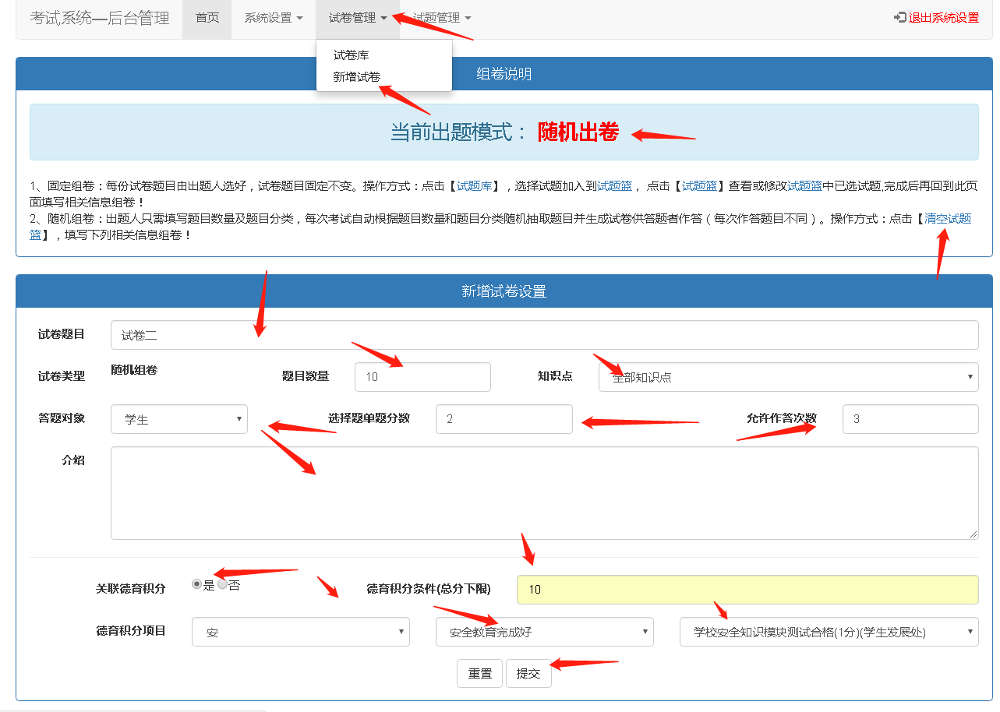 考试系统—后台管理 首页 系统设置 试卷管理 试题管理 退出系统设置
试卷库
新增试卷
组卷说明
当前出题模式： 随机出卷
1、固定组卷：每份试卷题目由出题人选好，试卷题目固定不变。操作方式：点击【试题库】，选择试题加入到试题篮， 点击【试题篮】查看或修改试题篮中已选试题,完成后再回到此页
面填写相关信息组卷！
2、随机组卷：出题人只需填写题目数量及题目分类，每次考试自动根据题目数量和题目分类随机抽取题目并生成试卷供答题者作答（每次作答题目不同）。操作方式：点击【清空试题
篮】，填写下列相关信息组卷！
新增试卷设置
试卷题目 试卷二
试卷类型 随机组卷 题目数量 10 知识点 全部知识点
答题对象 学生 选择题单题分数 2 允许作答次数 3
介绍
关联德育积分 是 否 德育积分条件(总分下限) 10
德育积分项目 安 安全教育完成好 学校安全知识模块测试合格(1分)(学生发展处)
重置 提交